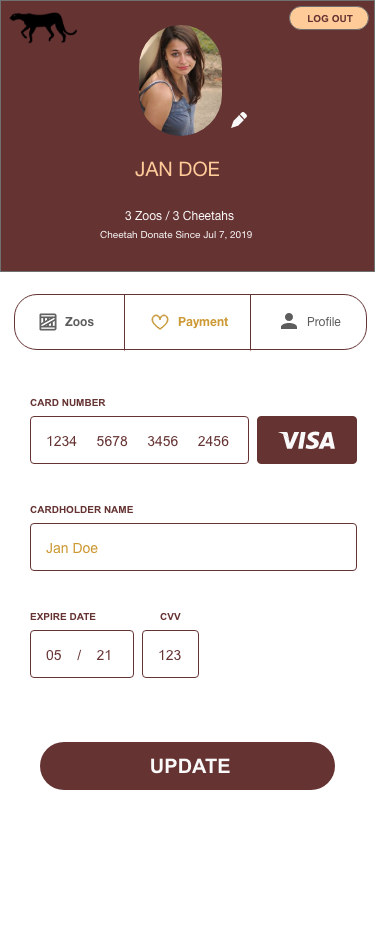 LOG OUT
JAN DOE
3 Zoos / 3 Cheetahs
Cheetah Donate Since Jul 7, 2019
Zoos Payment Profile
CARD NUMBER
1234 5678 3456 2456 VISA
CARDHOLDER NAME
Jan Doe
EXPIRE DATE CVV
05 / 21 123
UPDATE